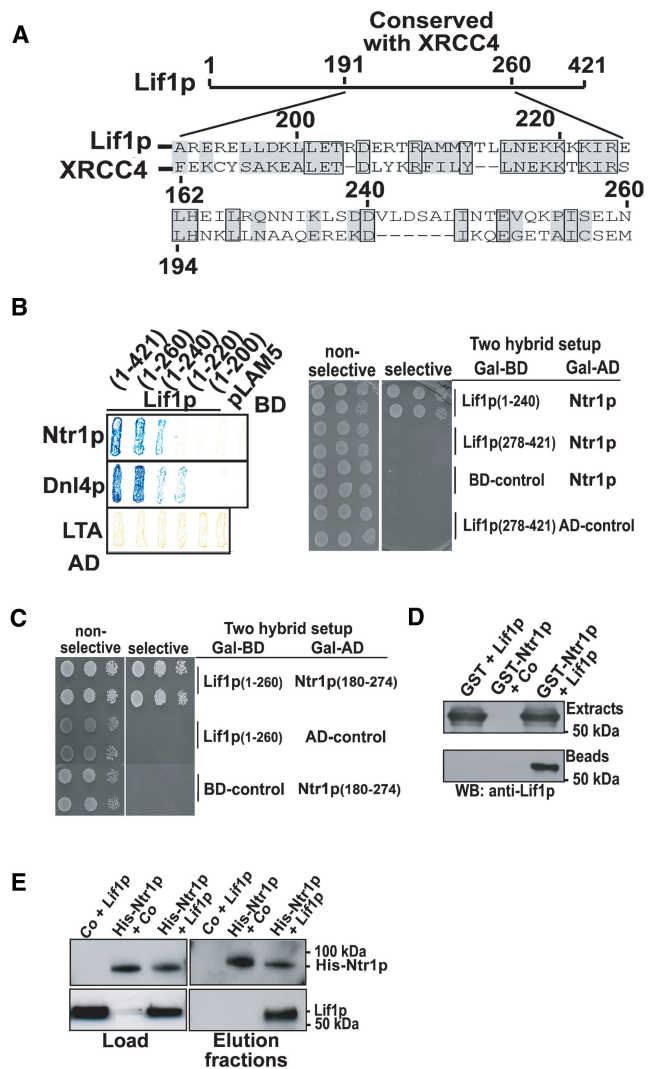 A
Conserved
with XRCC4
1 191 260 421
Lif1p
200 220
Lif1p ARERELLDKLLETRDERTRAMMYTLLNEKKKKIRE
XRCC4 FEKCYSAKEALETDLYKRFILY--LNEKKTKIRS
162 240 260
LHEILRQNNIKLSDDVLDSALINTEVQKPISELN
LHNKLLNAAQEREKD------IKQEGETAICSEM
194
B
(1-421)
(1-260)
(1-240)
(1-220)
(1-200)
pLAM5
Lif1p BD
Ntr1p
Dnl4p
LTA
AD
non-
selective selective
Two hybrid setup
Gal-BD Gal-AD
Lif1p(1-240) Ntr1p
Lif1p(278-421) Ntr1p
BD-control Ntr1p
Lif1p(278-421) AD-control
C
non-
selective selective
Two hybrid setup
Gal-BD Gal-AD
Lif1p(1-260) Ntr1p(180-274)
Lif1p(1-260) AD-control
BD-control Ntr1p(180-274)
D
GST + Lif1p
GST-Ntr1p
+ Co
GST-Ntr1p
+ Lif1p
Extracts
- 50 kDa
Beads
- 50 kDa
WB: anti-Lif1p
E
Co + Lif1p
His-Ntr1p
+ Co
His-Ntr1p
+ Lif1p
Co + Lif1p
His-Ntr1p
+ Co
His-Ntr1p
+ Lif1p
- 100 kDa
- His-Ntr1p
- Lif1p
- 50 kDa
Load
Elution
fractions